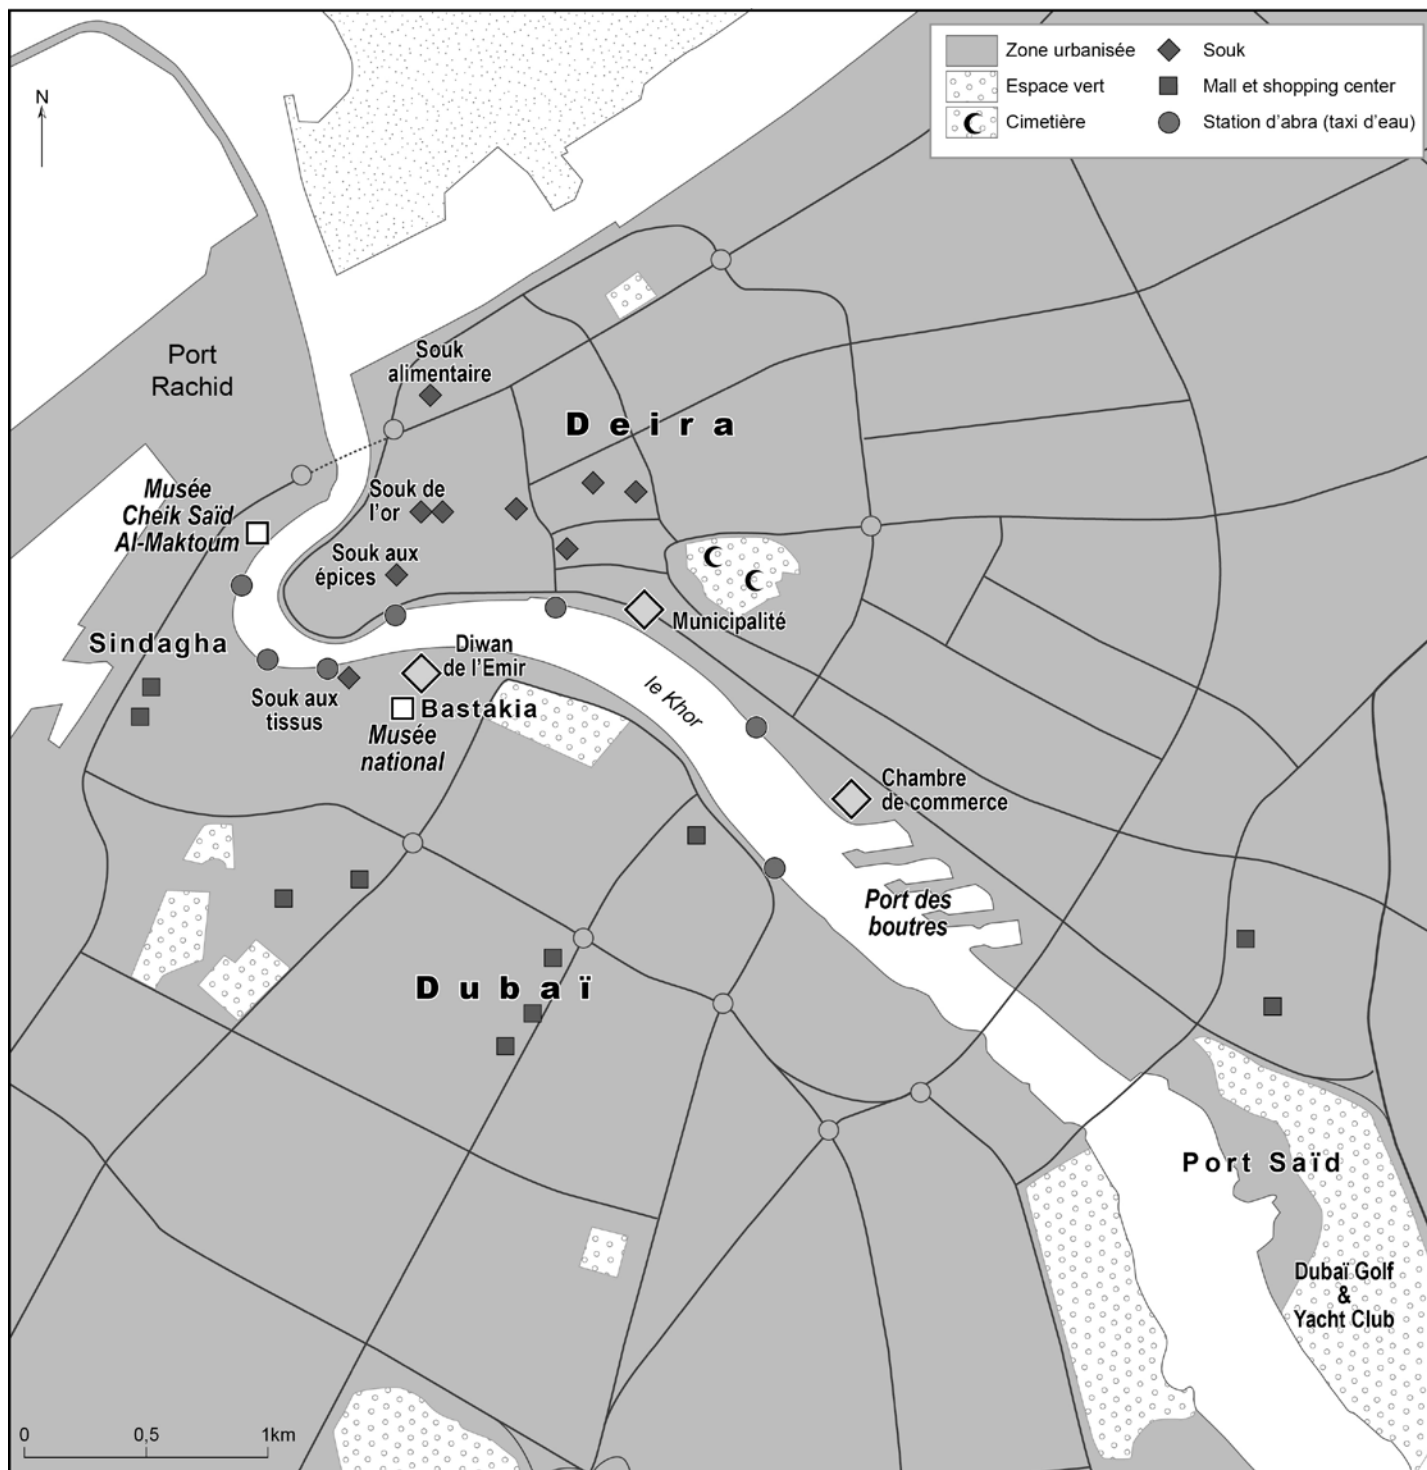 Zone urbanisée
Espace vert
Cimetière
Souk
Mall et shopping center
Station d'abra (taxi d'eau)
N
Port
Rachid
Souk
alimentaire
Deira
Musée
Cheik Saïd
Al-Maktoum
Souk de
l'or
Souk aux
épices
Municipalité
Sindagha
Diwan
de l'Emir
Souk aux
tissus
Bastakia
Musée
national
le Khor
Chambre
de commerce
Port des
boutres
Dubaï
Port Saïd
Dubaï Golf
&
Yacht Club
0 0,5 1km